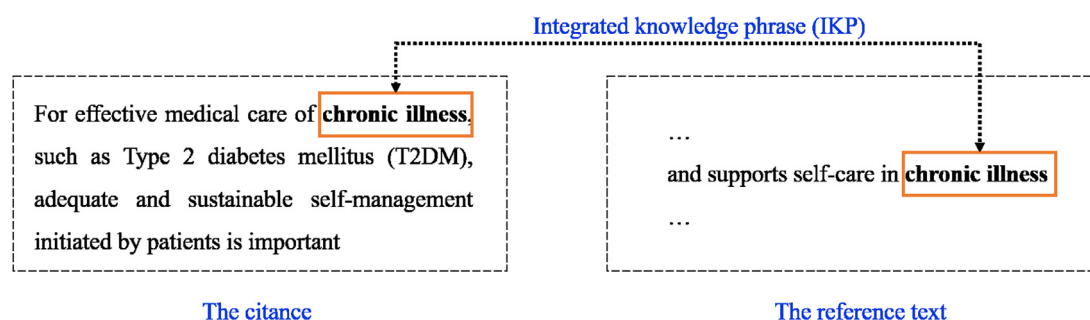 Integrated knowledge phrase (IKP)
For effective medical care of chronic illness,
such as Type 2 diabetes mellitus (T2DM),
adequate and sustainable self-management
initiated by patients is important
...
and supports self-care in chronic illness
...
The citance
The reference text